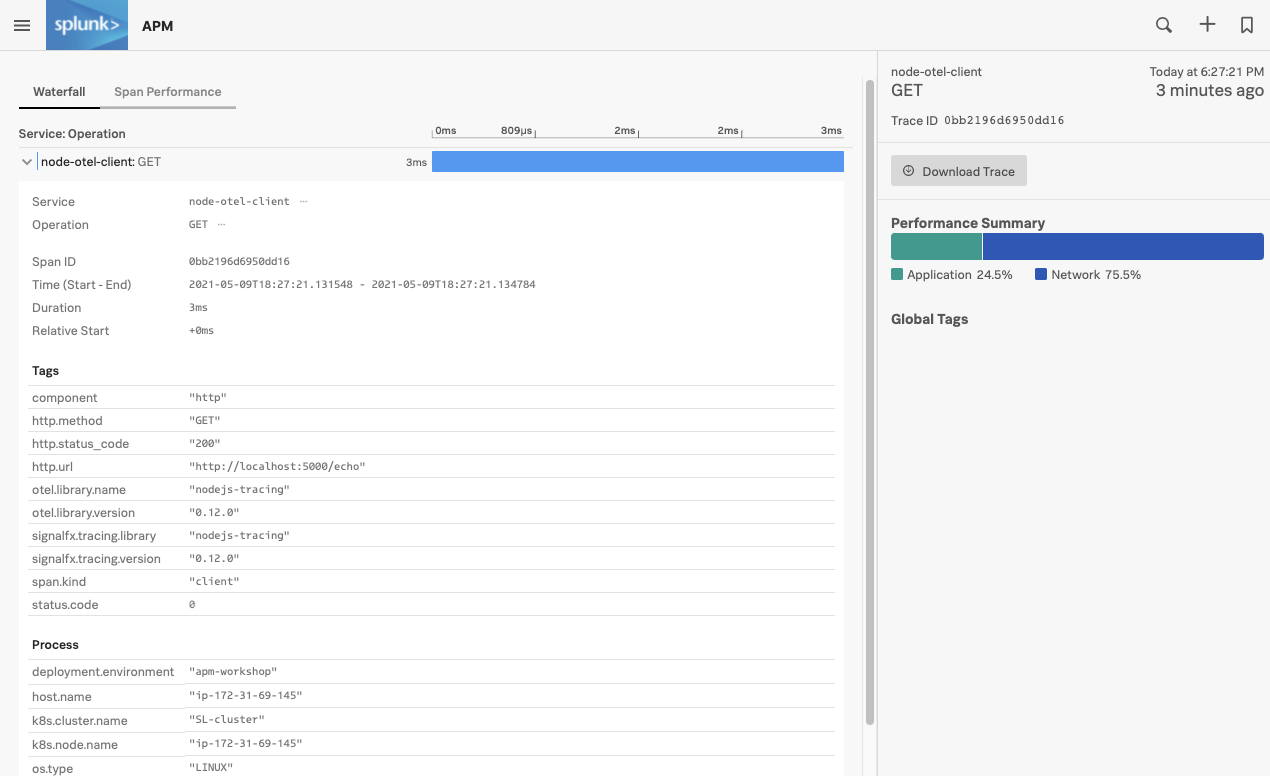 splunk> APM
Waterfall Span Performance
Service: Operation 0ms 809µs 2ms 2ms 3ms
node-otel-client: GET 3ms
Service node-otel-client ···
Operation GET ···
Span ID 0bb2196d6950dd16
Time (Start - End) 2021-05-09T18:27:21.131548 - 2021-05-09T18:27:21.134784
Duration 3ms
Relative Start +0ms
Tags
component "http"
http.method "GET"
http.status_code "200"
http.url "http://localhost:5000/echo"
otel.library.name "nodejs-tracing"
otel.library.version "0.12.0"
signalfx.tracing.library "nodejs-tracing"
signalfx.tracing.version "0.12.0"
span.kind "client"
status.code 0
Process
deployment.environment "apm-workshop"
host.name "ip-172-31-69-145"
k8s.cluster.name "SL-cluster"
k8s.node.name "ip-172-31-69-145"
os.type "LINUX"
node-otel-client Today at 6:27:21 PM
GET 3 minutes ago
Trace ID 0bb2196d6950dd16
Download Trace
Performance Summary
Application 24.5% Network 75.5%
Global Tags